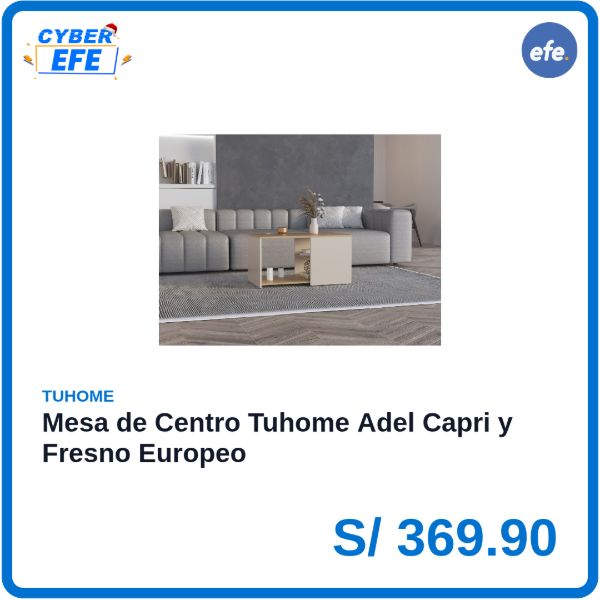 CYBER
EFE
efe.
TUHOME
Mesa de Centro Tuhome Adel Capri y
Fresno Europeo
S/ 369.90